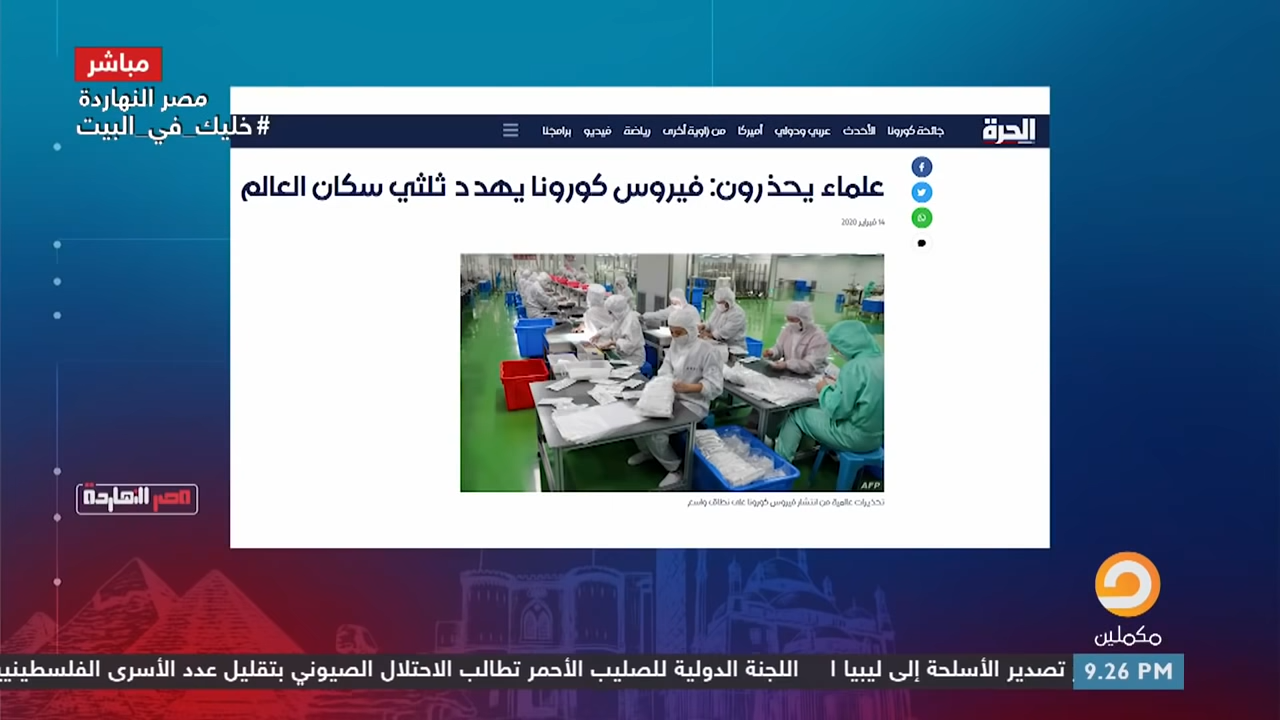 مباشر
مصر النهاردة
#خليك_في_البيت
الحرة
جائحة كورونا الأحدث عربي ودولي أميركا من زاوية أخرى رياضة فيديو برامجنا
علماء يحذرون: فيروس كورونا يهدد ثلثي سكان العالم
14 فبراير 2020
AFP
تحذيرات عالمية من انتشار فيروس كورونا على نطاق واسع
مصر النهاردة
مكملين
9.26 PM
تصدير الأسلحة إلى ليبيا ا اللجنة الدولية للصليب الأحمر تطالب الاحتلال الصيوني بتقليل عدد الأسرى الفلسطينيي